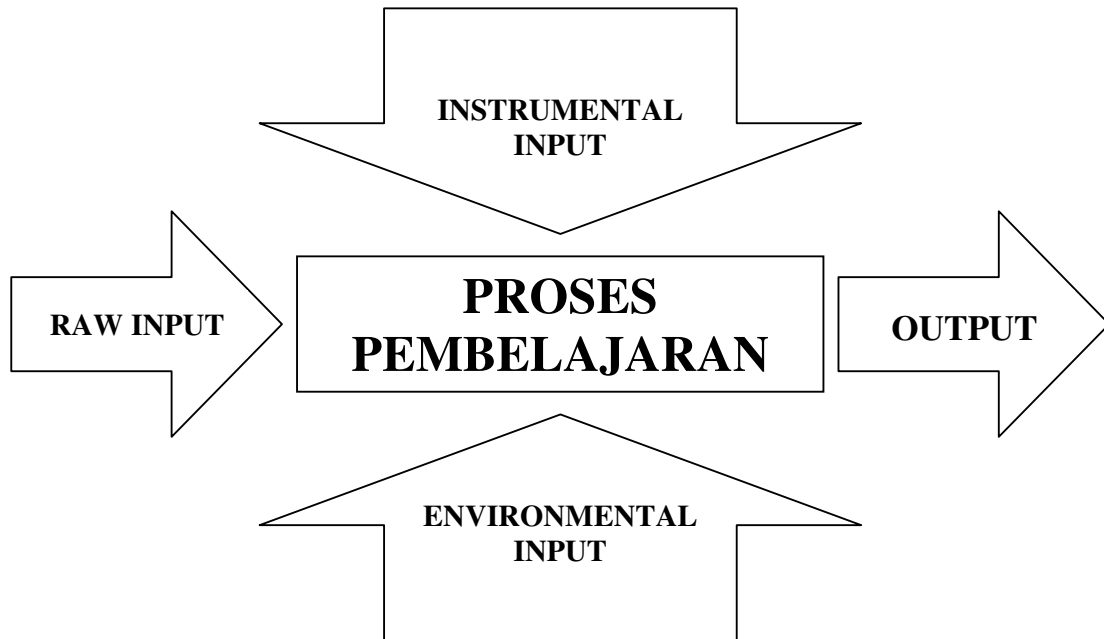 INSTRUMENTAL
INPUT
RAW INPUT
PROSES
PEMBELAJARAN
OUTPUT
ENVIRONMENTAL
INPUT